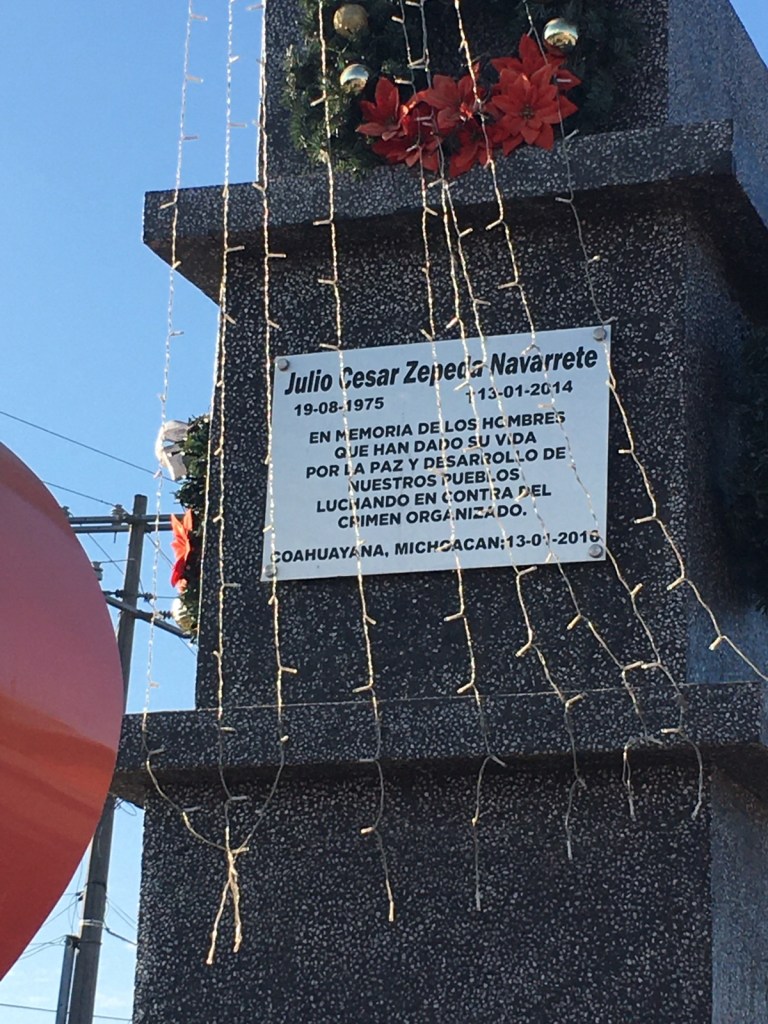 Julio Cesar Zepeda Navarrete
19-08-1975 †13-01-2014
EN MEMORIA DE LOS HOMBRES
QUE HAN DADO SU VIDA
POR LA PAZ Y DESARROLLO DE
NUESTROS PUEBLOS
LUCHANDO EN CONTRA DEL
CRIMEN ORGANIZADO.
COAHUAYANA, MICHOACAN;13-01-2016